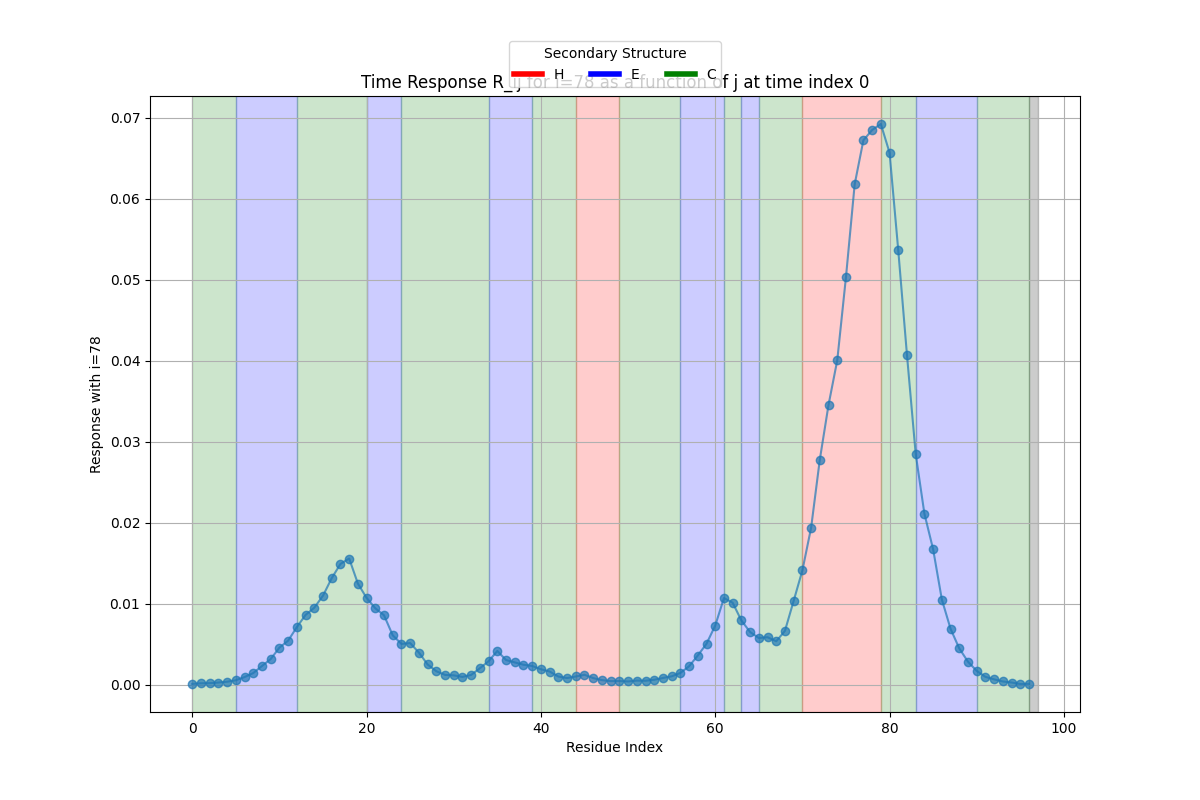 Secondary Structure
H E C
Time Response R_ij for i=78 as a function of j at time index 0
0.07
0.06
0.05
0.04
0.03
0.02
0.01
0.00
Response with i=78
0 20 40 60 80 100
Residue Index